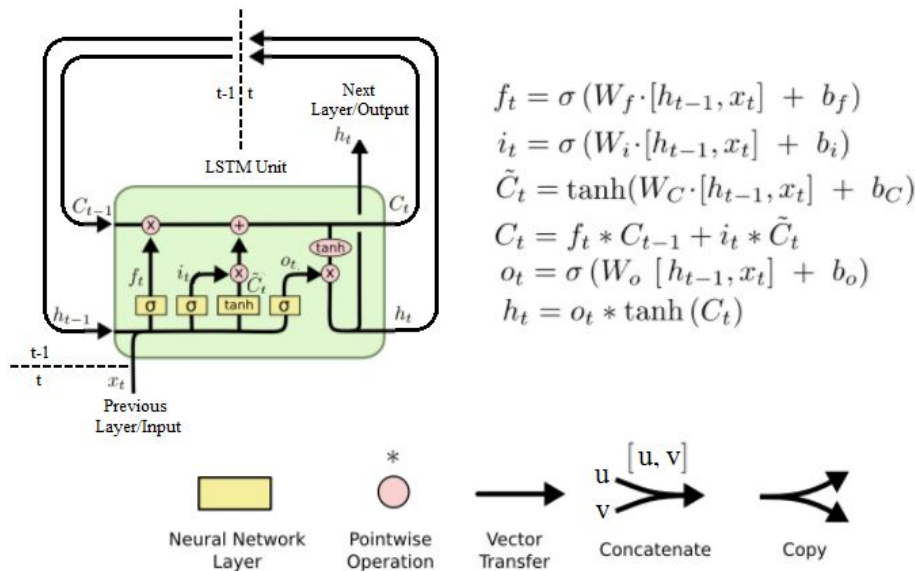 t-1 t
Next
Layer/Output
h_t
LSTM Unit
C_{t-1}
C_t
x
+
tanh
f_t
i_t
x
C̃_t
o_t
x
σ
σ
tanh
σ
h_{t-1}
h_t
t-1
t
x_t
Previous
Layer/Input
f_t = σ (W_f · [h_{t-1}, x_t] + b_f)
i_t = σ (W_i · [h_{t-1}, x_t] + b_i)
C̃_t = tanh(W_C · [h_{t-1}, x_t] + b_C)
C_t = f_t * C_{t-1} + i_t * C̃_t
o_t = σ (W_o [h_{t-1}, x_t] + b_o)
h_t = o_t * tanh (C_t)
*
[u, v]
u
v
Neural Network
Layer
Pointwise
Operation
Vector
Transfer
Concatenate
Copy